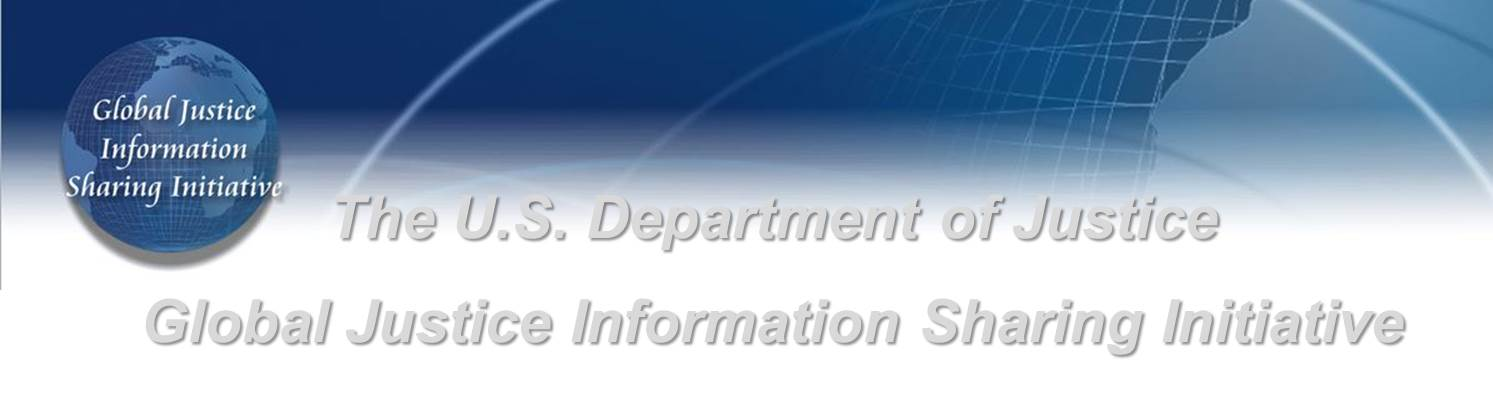 Global Justice
Information
Sharing Initiative
The U.S. Department of Justice
Global Justice Information Sharing Initiative